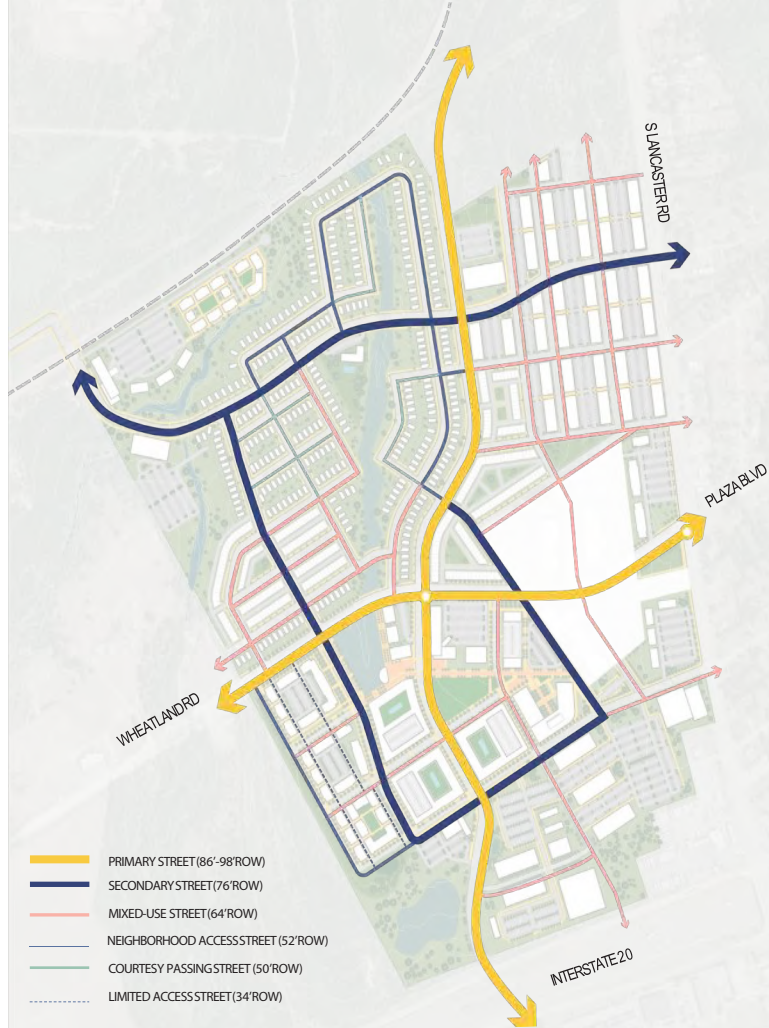 S LANCASTER RD
PLAZA BLVD
WHEATLAND RD
PRIMARY STREET (86'-98' ROW)
SECONDARY STREET (76' ROW)
MIXED-USE STREET (64' ROW)
NEIGHBORHOOD ACCESS STREET (52' ROW)
COURTESY PASSING STREET (50' ROW)
LIMITED ACCESS STREET (34' ROW)
INTERSTATE 20